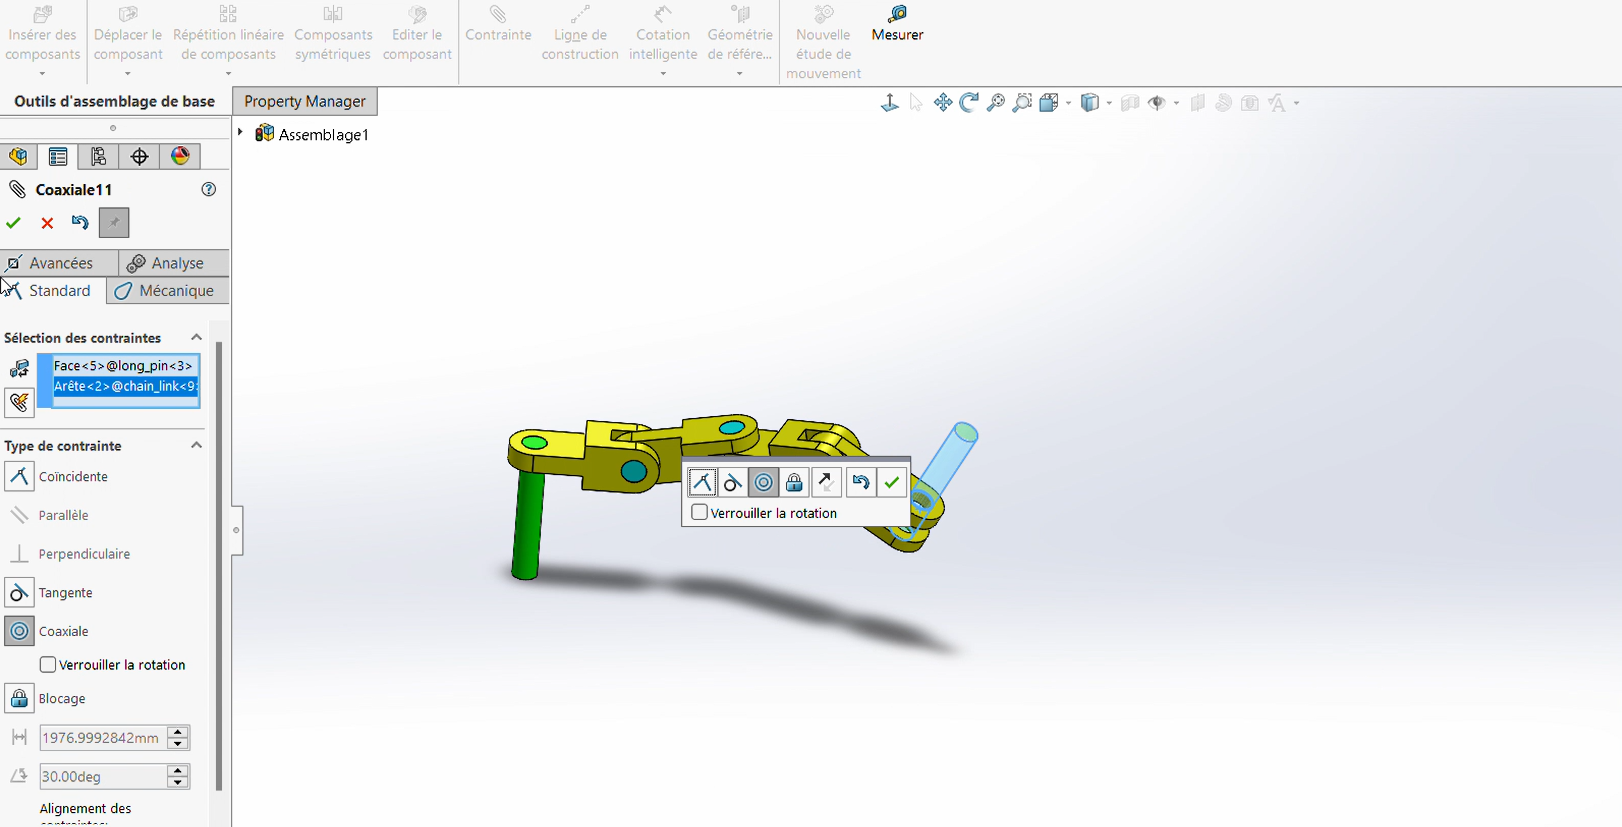 Insérer des
composants
Déplacer le
composant
Répétition linéaire
de composants
Composants
symétriques
Editer le
composant
Contrainte
Ligne de
construction
Cotation
intelligente
Géométrie
de référe...
Nouvelle
étude de
mouvement
Mesurer
Outils d'assemblage de base
Property Manager
Assemblage1
Coaxiale11
Avancées
Analyse
Standard
Mécanique
Sélection des contraintes
Face<5>@long_pin<3>
Arête<2>@chain_link<9>
Type de contrainte
Coïncidente
Parallèle
Perpendiculaire
Tangente
Coaxiale
Verrouiller la rotation
Blocage
1976.9992842mm
30.00deg
Alignement des
contraintes:
Verrouiller la rotation